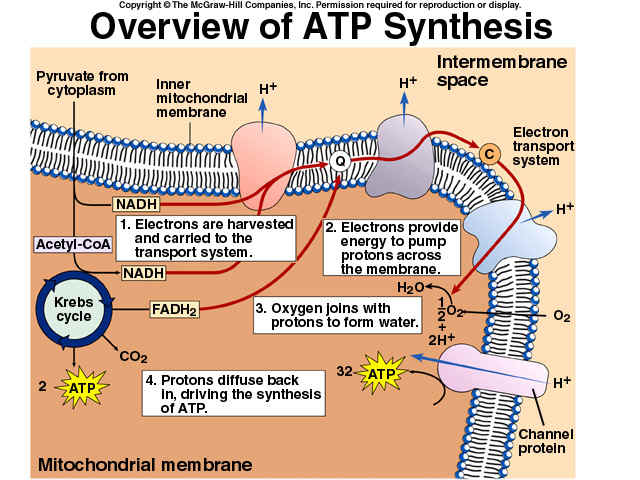 Copyright © The McGraw-Hill Companies, Inc. Permission required for reproduction or display.
Overview of ATP Synthesis
Intermembrane
space
Pyruvate from
cytoplasm
Inner
mitochondrial
membrane
H+
H+
Electron
transport
system
Q
C
H+
NADH
1. Electrons are harvested
and carried to the
transport system.
2. Electrons provide
energy to pump
protons across
the membrane.
Acetyl-CoA
NADH
H2O
Krebs
cycle
FADH2
3. Oxygen joins with
protons to form water.
1/2O2
+
2H+
O2
CO2
2 ATP
4. Protons diffuse back
in, driving the synthesis
of ATP.
32 ATP
H+
Channel
protein
Mitochondrial membrane